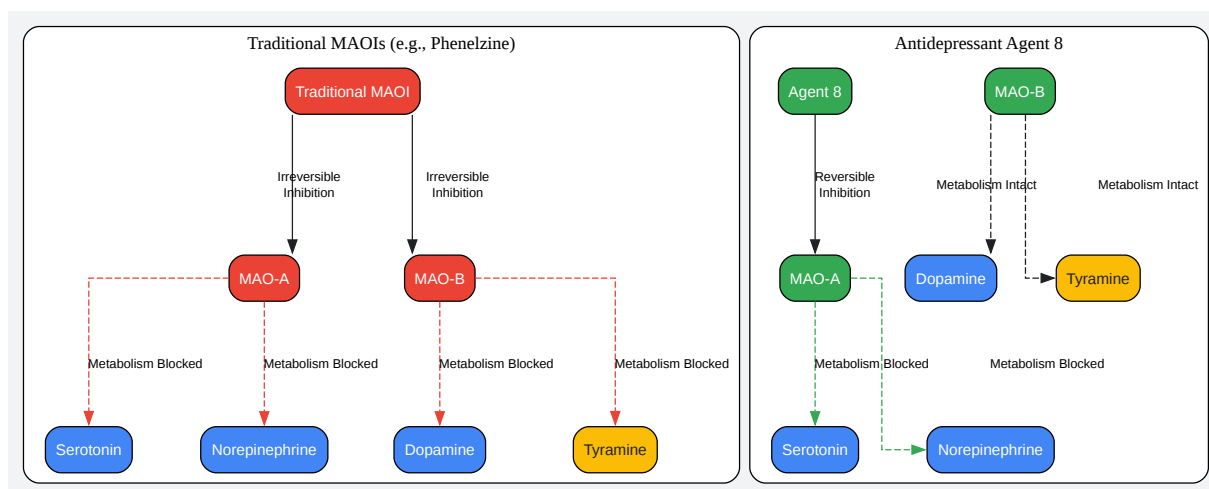 Traditional MAOIs (e.g., Phenelzine)
Traditional MAOI
Irreversible
Inhibition
Irreversible
Inhibition
MAO-A
MAO-B
Metabolism Blocked
Metabolism Blocked
Metabolism Blocked
Metabolism Blocked
Serotonin
Norepinephrine
Dopamine
Tyramine
Antidepressant Agent 8
Agent 8
MAO-B
Reversible
Inhibition
Metabolism Intact
Metabolism Intact
MAO-A
Dopamine
Tyramine
Metabolism Blocked
Metabolism Blocked
Serotonin
Norepinephrine